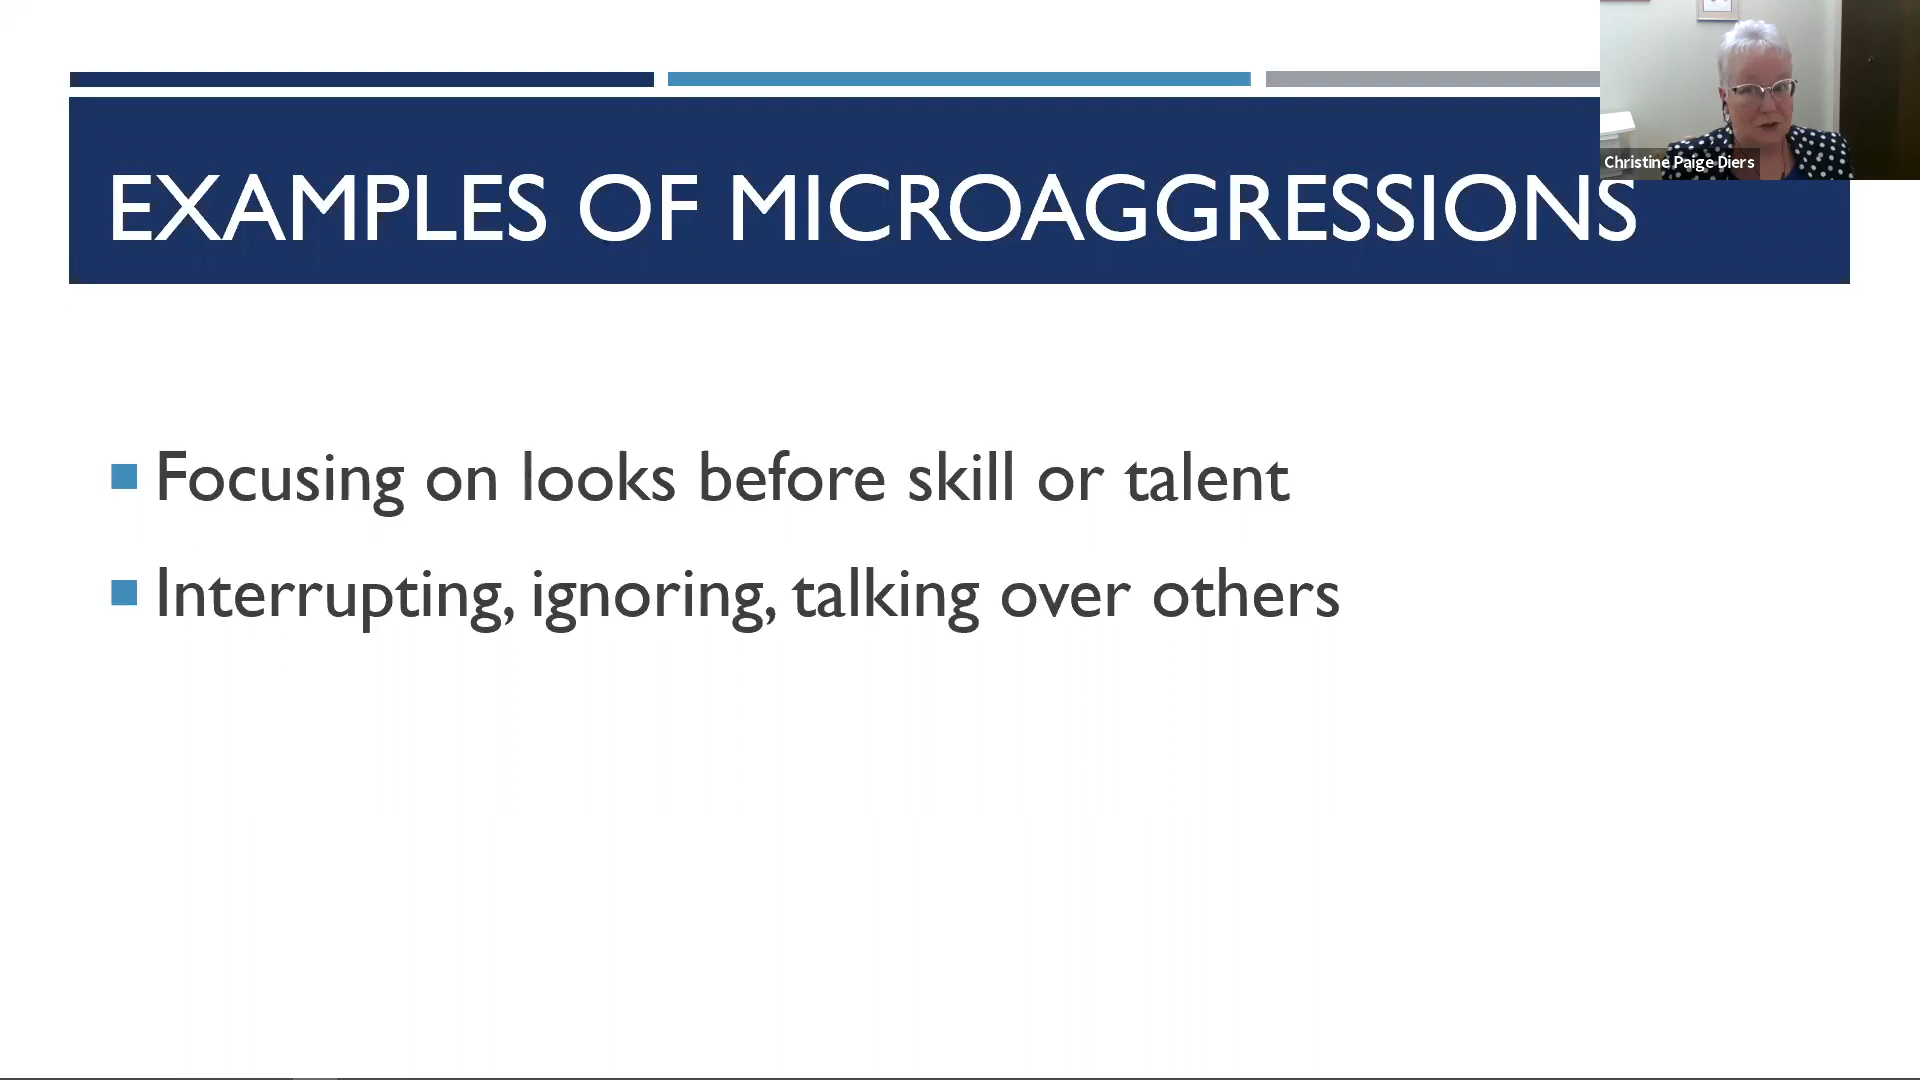 EXAMPLES OF MICROAGGRESSIONS
Christine Paige Diers
Focusing on looks before skill or talent
Interrupting, ignoring, talking over others